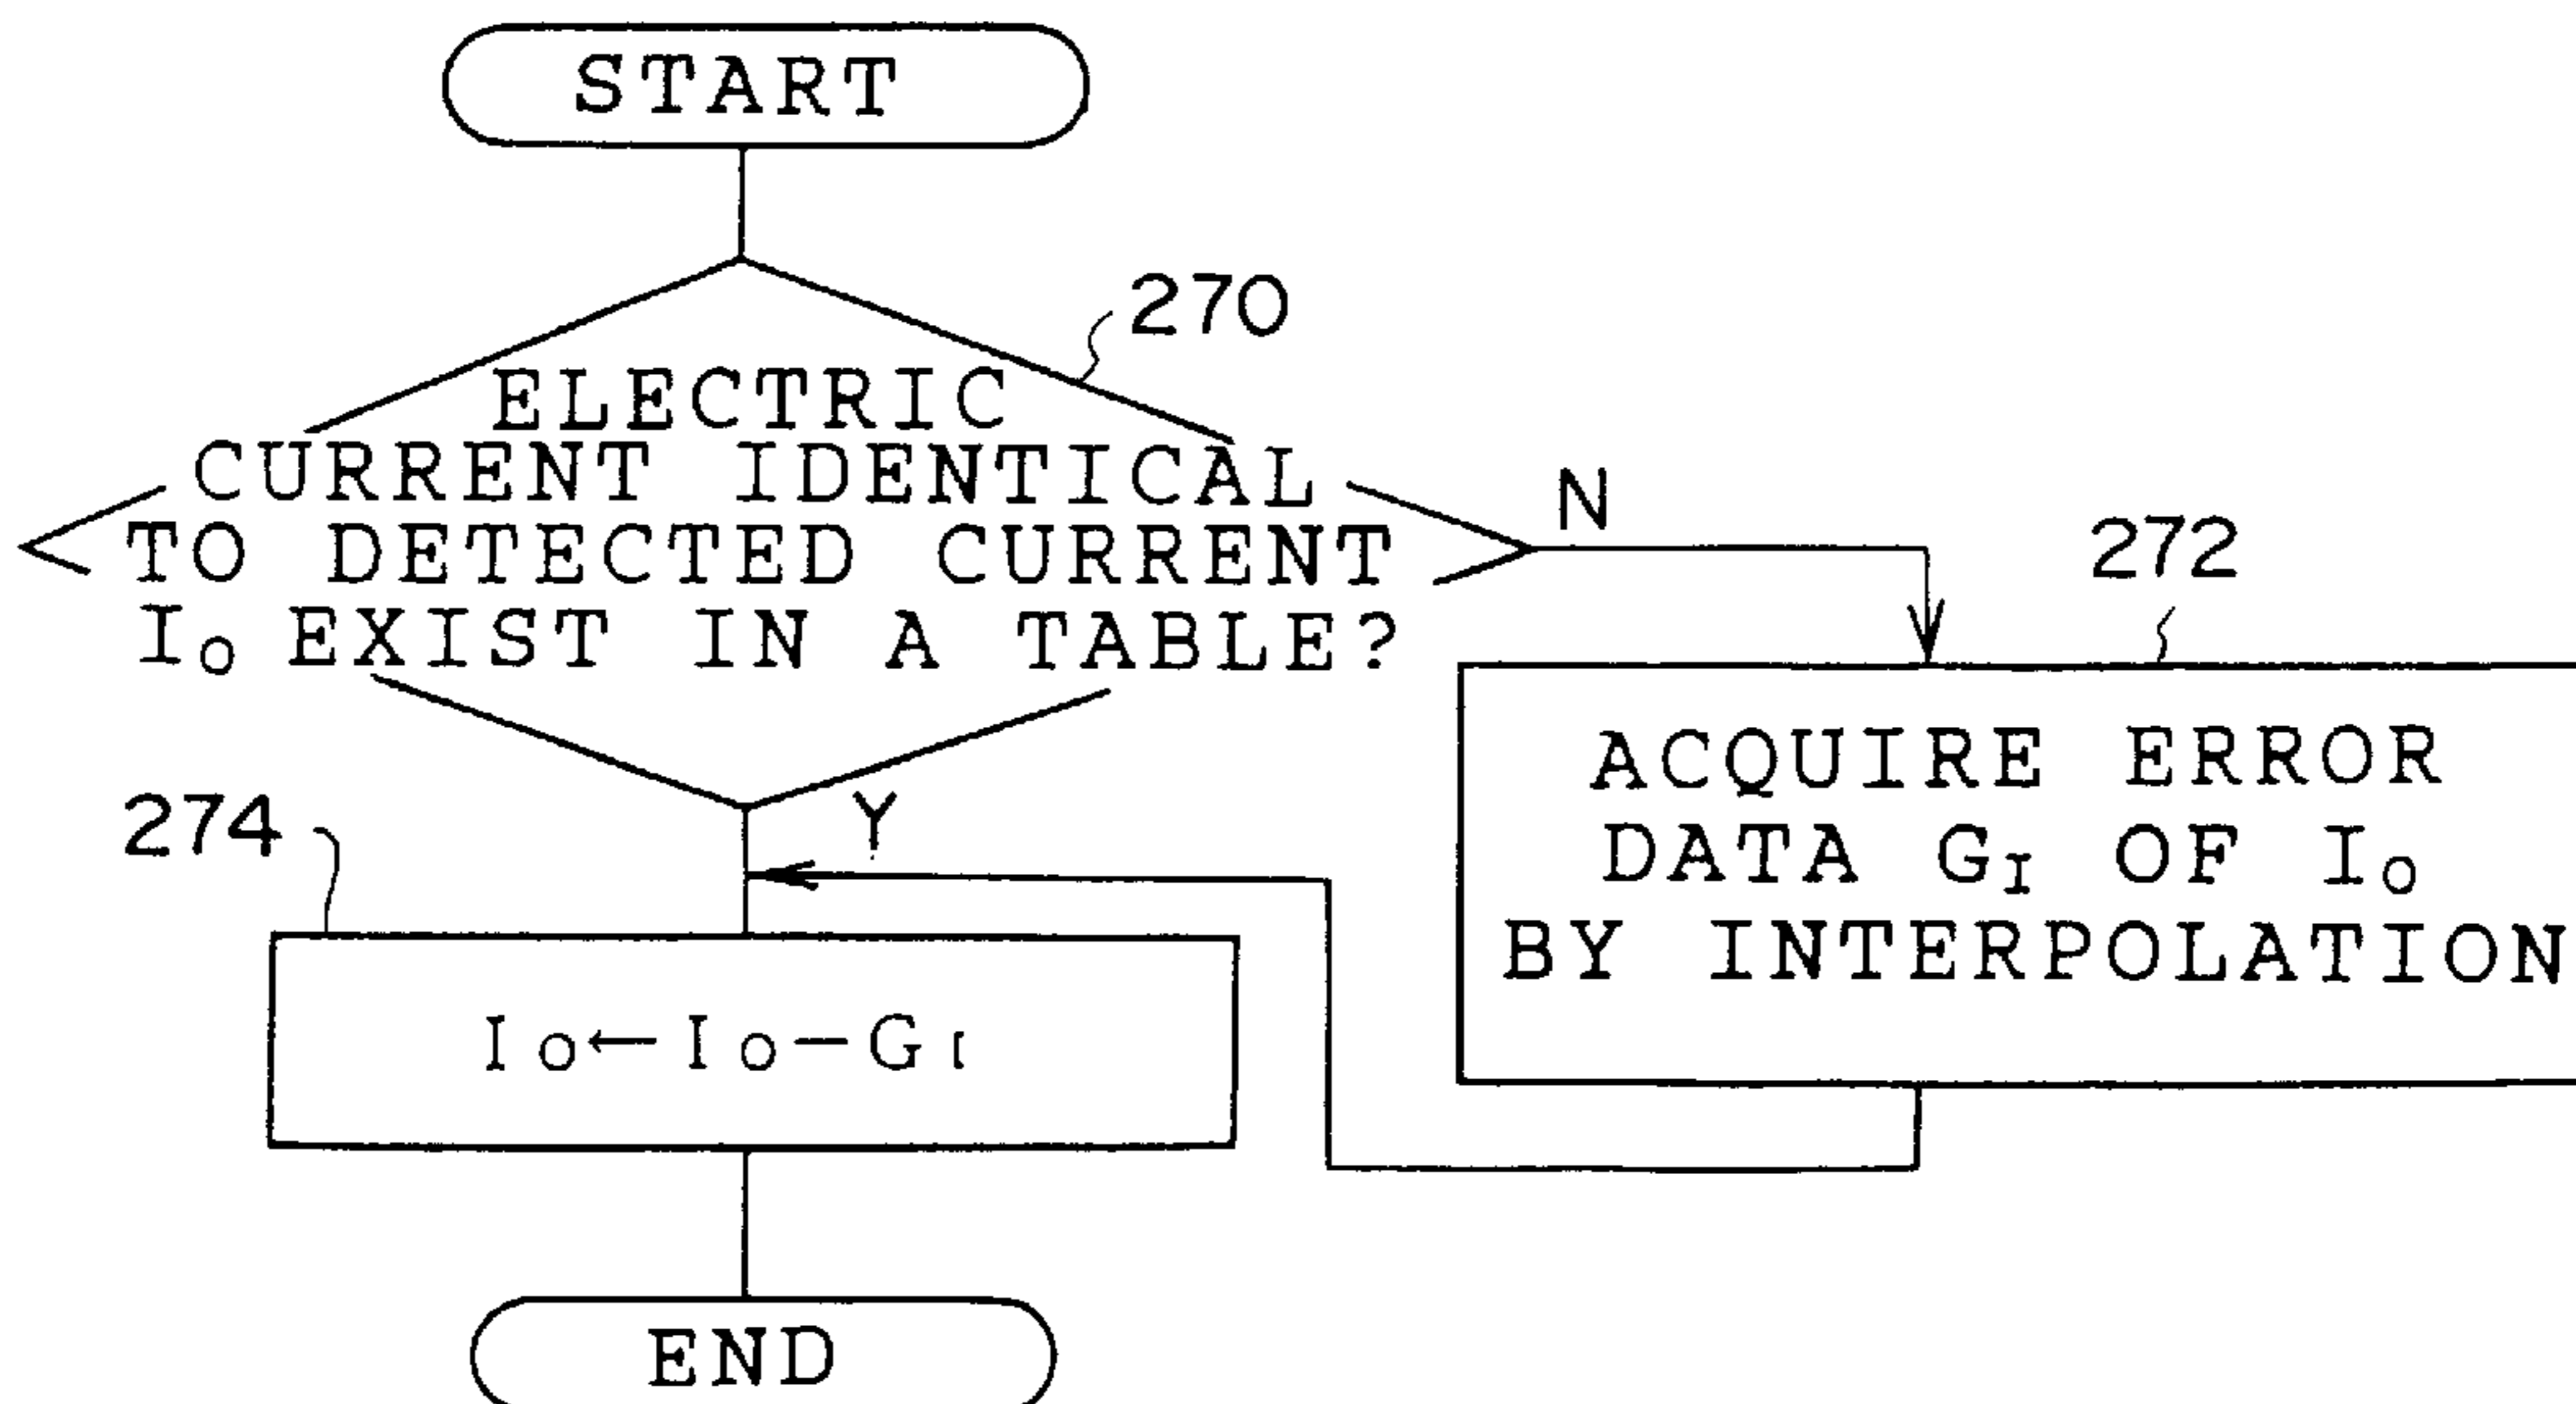 START
270
ELECTRIC
CURRENT IDENTICAL
TO DETECTED CURRENT
I₀ EXIST IN A TABLE?
N
Y
272
ACQUIRE ERROR
DATA G_I OF I₀
BY INTERPOLATION
274
I₀←I₀−G_I
END